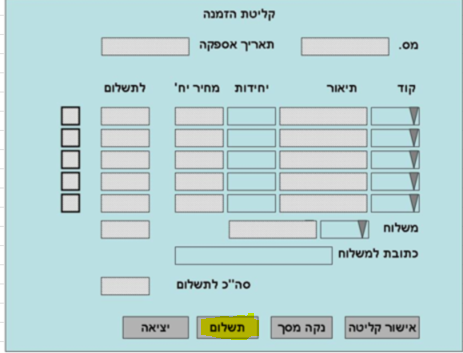 קליטת הזמנה
מס. תאריך אספקה
קוד תיאור יחידות מחיר יח' לתשלום
משלוח
כתובת למשלוח
סה"כ לתשלום
אישור קליטה נקה מסך תשלום יציאה